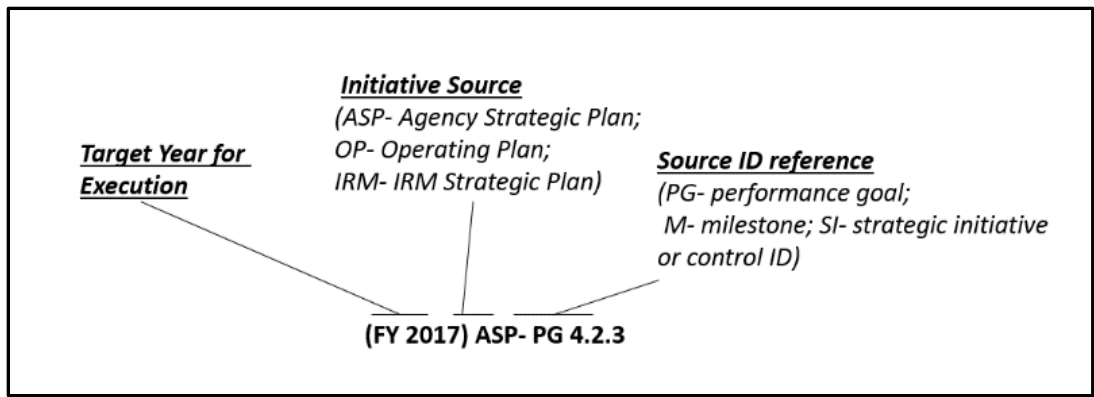 Target Year for
Execution
Initiative Source
(ASP- Agency Strategic Plan;
OP- Operating Plan;
IRM- IRM Strategic Plan)
Source ID reference
(PG- performance goal;
M- milestone; SI- strategic initiative
or control ID)
(FY 2017) ASP- PG 4.2.3